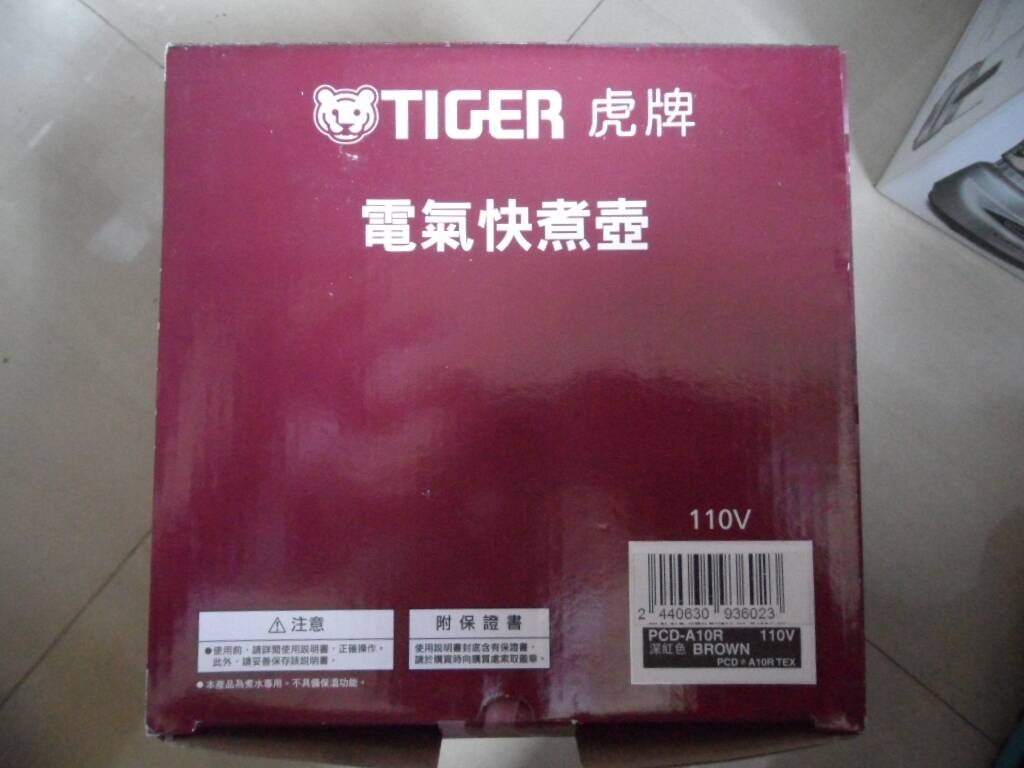 TIGER 虎牌
電氣快煮壺
110V
2 440630 936023
PCD-A10R 110V
深紅色 BROWN
PCD＊A10R TEX
⚠注意
●使用前，請詳閱使用說明書，正確操作。
此外，請妥善保存該說明書。
附保證書
使用說明書封底含有保證書，
請於購買時向購買處索取蓋章。
●本產品為煮水專用，不具備保溫功能。